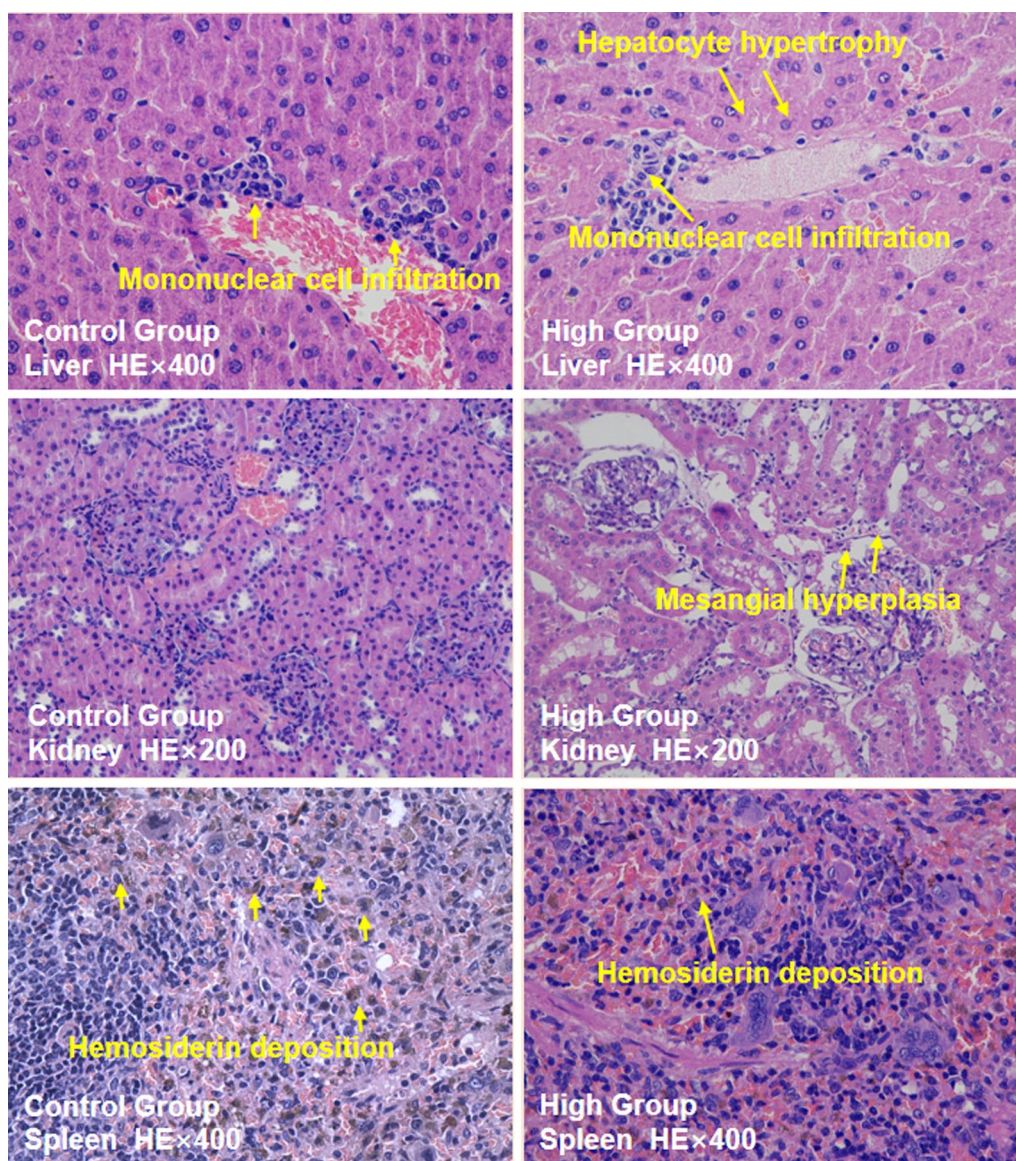 Mononuclear cell infiltration
Control Group
Liver HE×400
Hepatocyte hypertrophy
Mononuclear cell infiltration
High Group
Liver HE×400
Control Group
Kidney HE×200
Mesangial hyperplasia
High Group
Kidney HE×200
Hemosiderin deposition
Control Group
Spleen HE×400
Hemosiderin deposition
High Group
Spleen HE×400